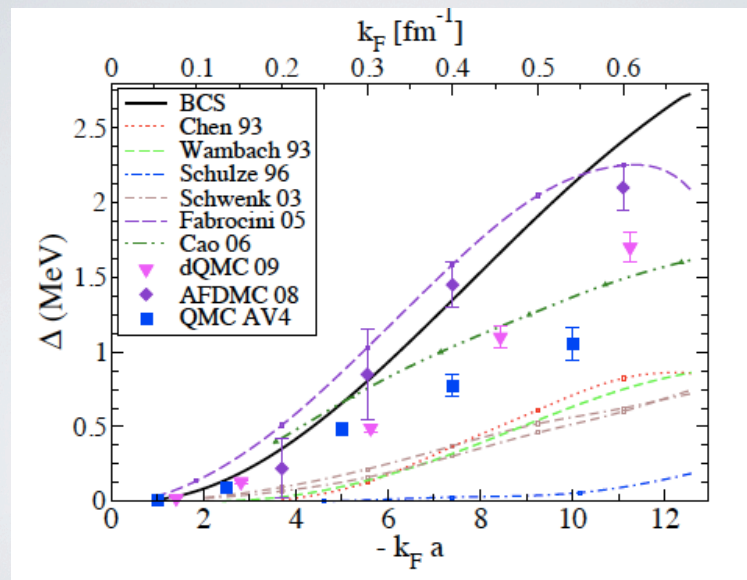 k_F [fm^-1]
0 0.1 0.2 0.3 0.4 0.5 0.6
BCS
Chen 93
Wambach 93
Schulze 96
Schwenk 03
Fabrocini 05
Cao 06
dQMC 09
AFDMC 08
QMC AV4
Δ (MeV)
2.5
2
1.5
1
0.5
0
0 2 4 6 8 10 12
- k_F a